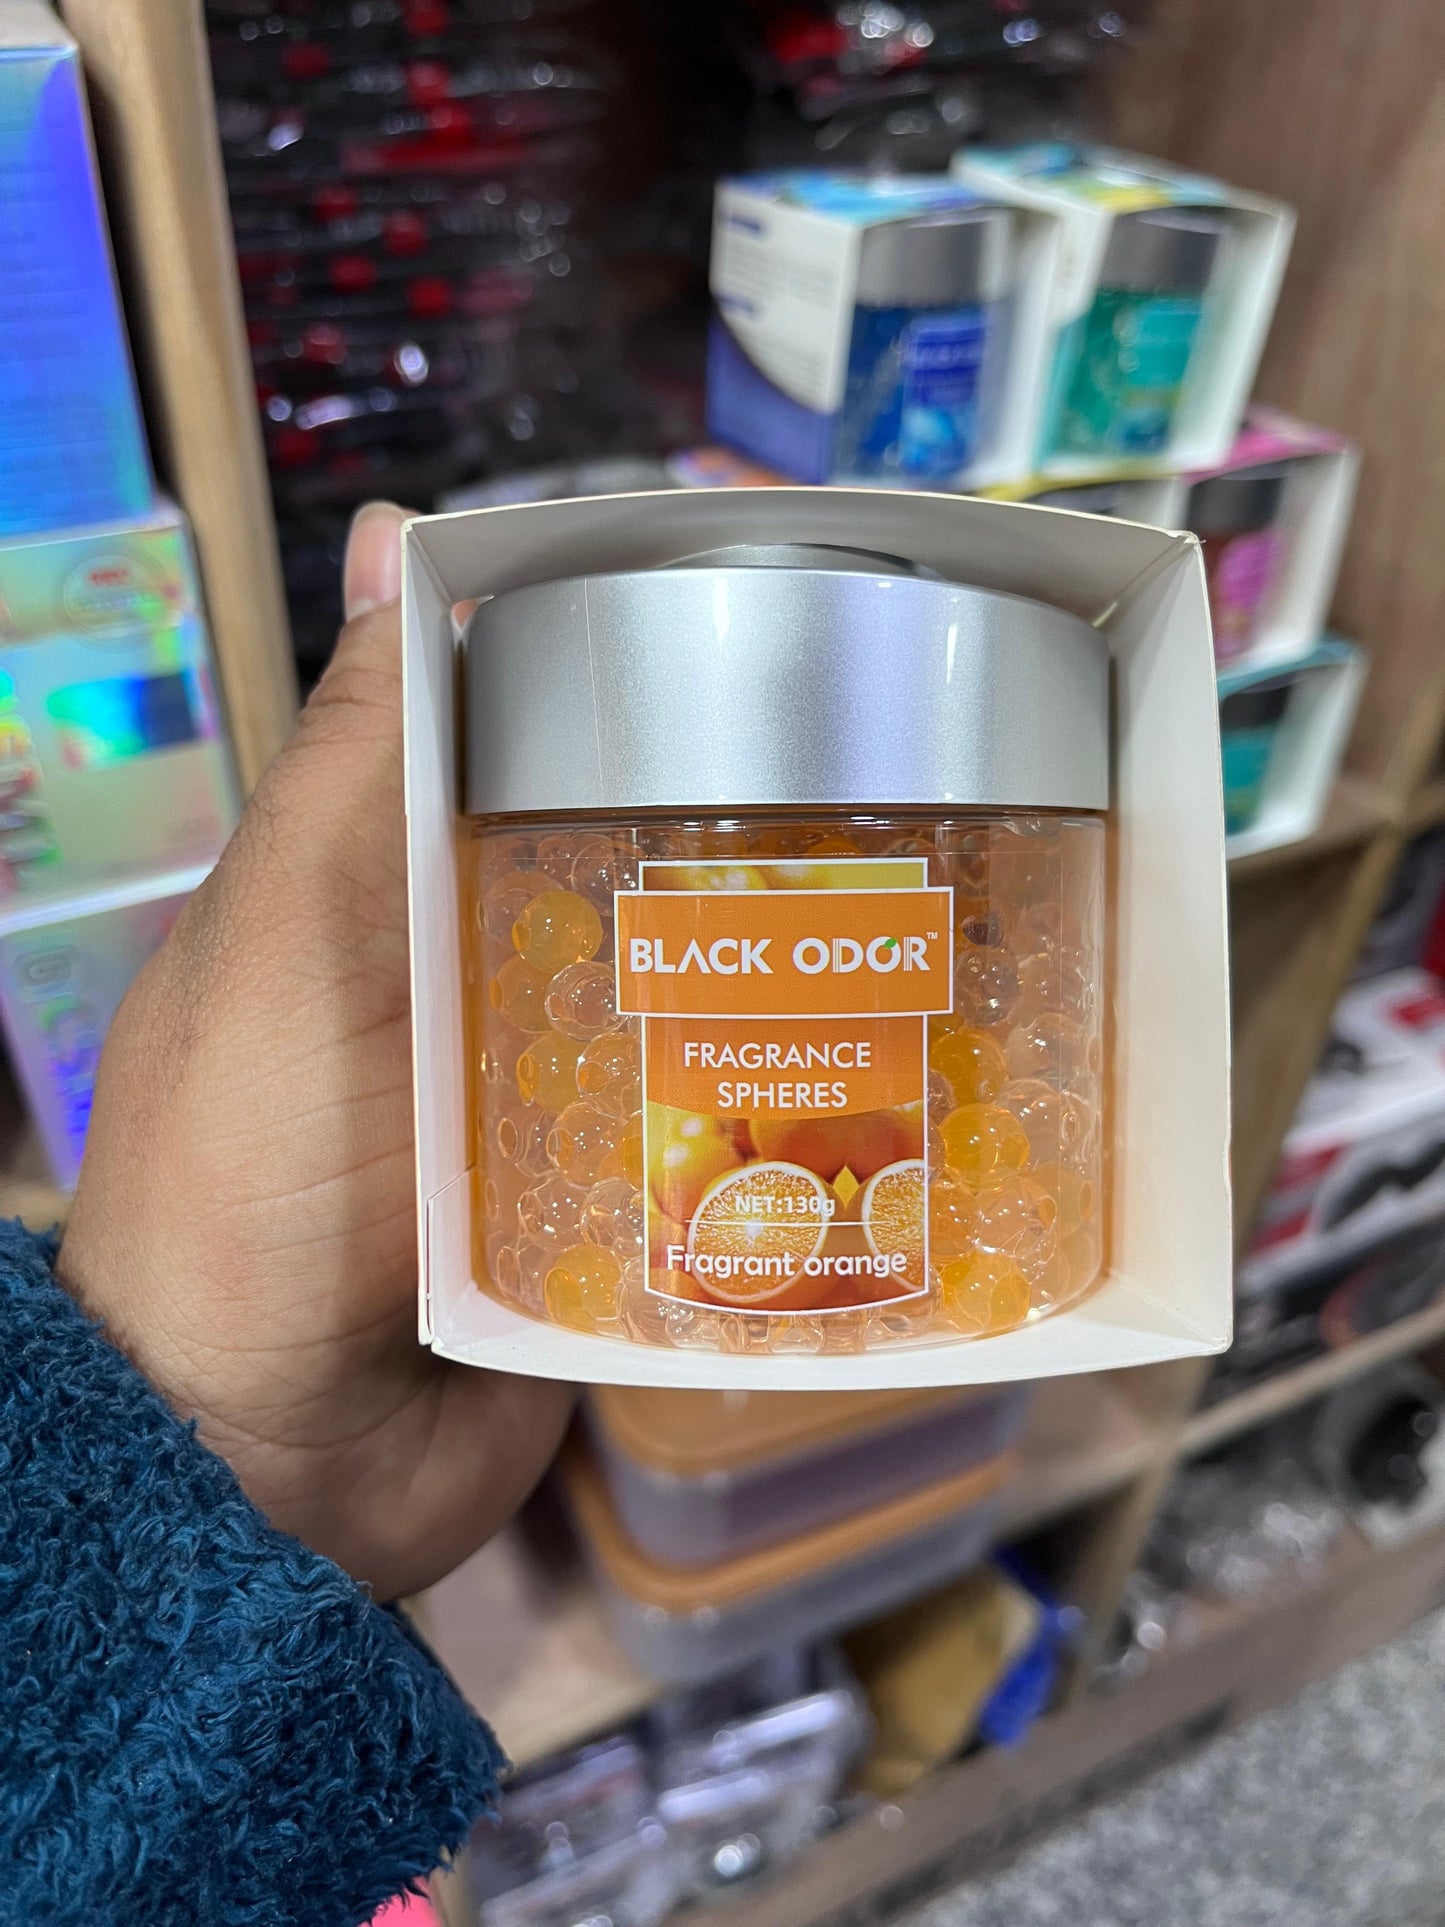 BLACK ODOR™
FRAGRANCE
SPHERES
NET:130g
Fragrant orange